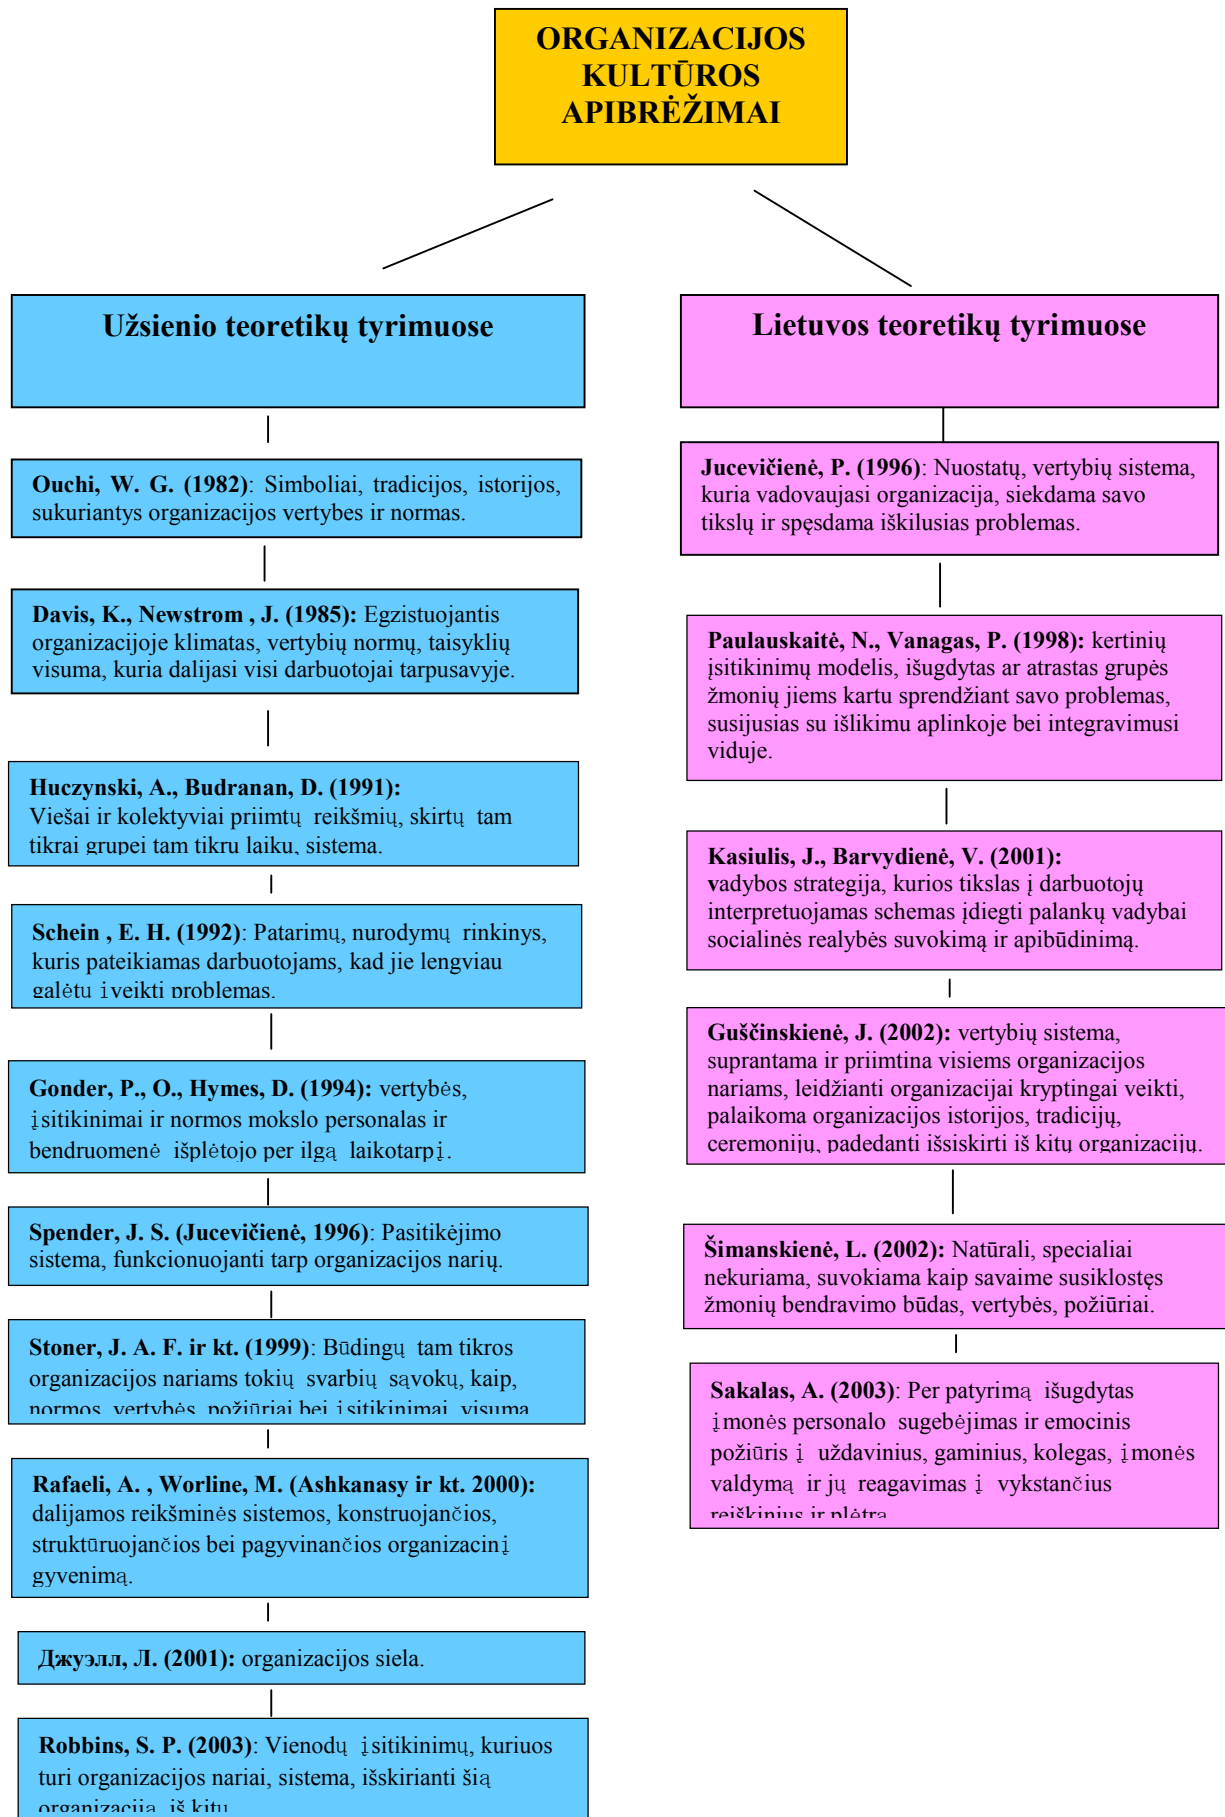 ORGANIZACIJOS
KULTŪROS
APIBRĖŽIMAI
Užsienio teoretikų tyrimuose
Ouchi, W. G. (1982): Simboliai, tradicijos, istorijos,
sukuriantys organizacijos vertybes ir normas.
Davis, K., Newstrom , J. (1985): Egzistuojantis
organizacijoje klimatas, vertybių normų, taisyklių
visuma, kuria dalijasi visi darbuotojai tarpusavyje.
Huczynski, A., Budranan, D. (1991):
Viešai ir kolektyviai priimtų reikšmių, skirtų tam
tikrai grupei tam tikru laiku, sistema.
Schein , E. H. (1992): Patarimų, nurodymų rinkinys,
kuris pateikiamas darbuotojams, kad jie lengviau
galėtų įveikti problemas.
Gonder, P., O., Hymes, D. (1994): vertybės,
įsitikinimai ir normos mokslo personalas ir
bendruomenė išplėtojo per ilgą laikotarpį.
Spender, J. S. (Jucevičienė, 1996): Pasitikėjimo
sistema, funkcionuojanti tarp organizacijos narių.
Stoner, J. A. F. ir kt. (1999): Būdingų tam tikros
organizacijos nariams tokių svarbių sąvokų, kaip,
normos, vertybės, požiūriai bei įsitikinimai, visuma
Rafaeli, A. , Worline, M. (Ashkanasy ir kt. 2000):
dalijamos reikšminės sistemos, konstruojančios,
struktūruojančios bei pagyvinančios organizacinį
gyvenimą.
Джуэлл, Л. (2001): organizacijos siela.
Robbins, S. P. (2003): Vienodų įsitikinimų, kuriuos
turi organizacijos nariai, sistema, išskirianti šią
organizaciją iš kitų
Lietuvos teoretikų tyrimuose
Jucevičienė, P. (1996): Nuostatų, vertybių sistema,
kuria vadovaujasi organizacija, siekdama savo
tikslų ir spęsdama iškilusias problemas.
Paulauskaitė, N., Vanagas, P. (1998): kertinių
įsitikinimų modelis, išugdytas ar atrastas grupės
žmonių jiems kartu sprendžiant savo problemas,
susijusias su išlikimu aplinkoje bei integravimusi
viduje.
Kasiulis, J., Barvydienė, V. (2001):
vadybos strategija, kurios tikslas į darbuotojų
interpretuojamas schemas įdiegti palankų vadybai
socialinės realybės suvokimą ir apibūdinimą.
Guščinskienė, J. (2002): vertybių sistema,
suprantama ir priimtina visiems organizacijos
nariams, leidžianti organizacijai kryptingai veikti,
palaikoma organizacijos istorijos, tradicijų,
ceremonijų, padedanti išsiskirti iš kitų organizacijų.
Šimanskienė, L. (2002): Natūrali, specialiai
nekuriama, suvokiama kaip savaime susiklostęs
žmonių bendravimo būdas, vertybės, požiūriai.
Sakalas, A. (2003): Per patyrimą išugdytas
įmonės personalo sugebėjimas ir emocinis
požiūris į uždavinius, gaminius, kolegas, įmonės
valdymą ir jų reagavimas į vykstančius
reiškinius ir plėtrą